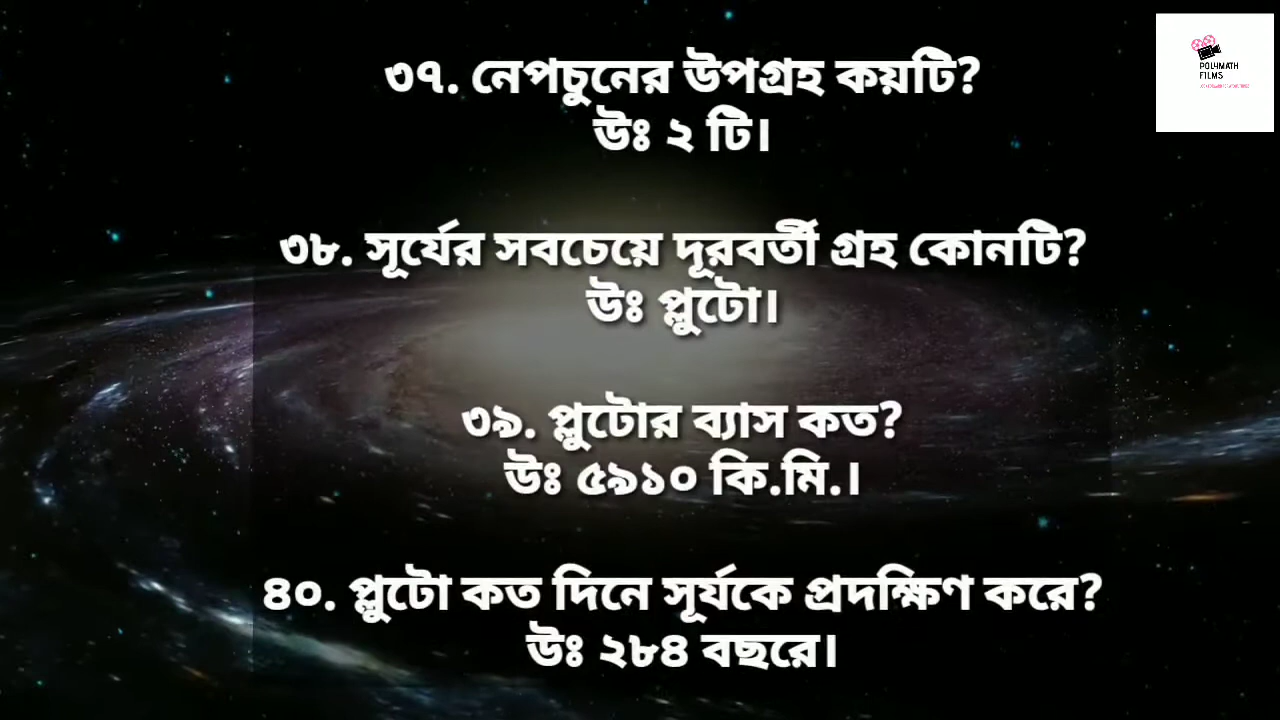 ৩৭. নেপচুনের উপগ্রহ কয়টি?
উঃ ২ টি।
৩৮. সূর্যের সবচেয়ে দূরবর্তী গ্রহ কোনটি?
উঃ প্লুটো।
৩৯. প্লুটোর ব্যাস কত?
উঃ ৫৯১০ কি.মি.।
৪০. প্লুটো কত দিনে সূর্যকে প্রদক্ষিণ করে?
উঃ ২৮৪ বছরে।
POLYMATH
FILMS